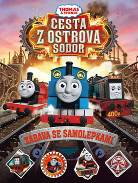 THOMAS & FRIENDS
CESTA Z OSTROVA
SODOR
ZÁBAVA SE SAMOLEPKAMI